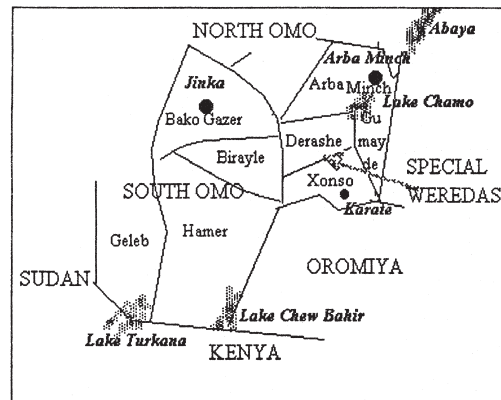 NORTH OMO
Abaya
Arba Minch
Jinka
Arba Minch
Lake Chamo
Bako Gazer
Gu
Derashe
may
Birayle
de
SPECIAL
Xonso
WEREDAS
SOUTH OMO
Karate
Geleb
Hamer
OROMIYA
SUDAN
Lake Chew Bahir
Lake Turkana
KENYA